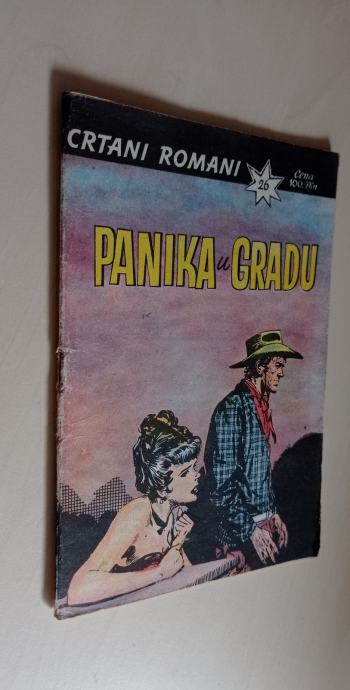 CRTANI ROMANI
26
Cena
100.- Din
PANIKA u GRADU